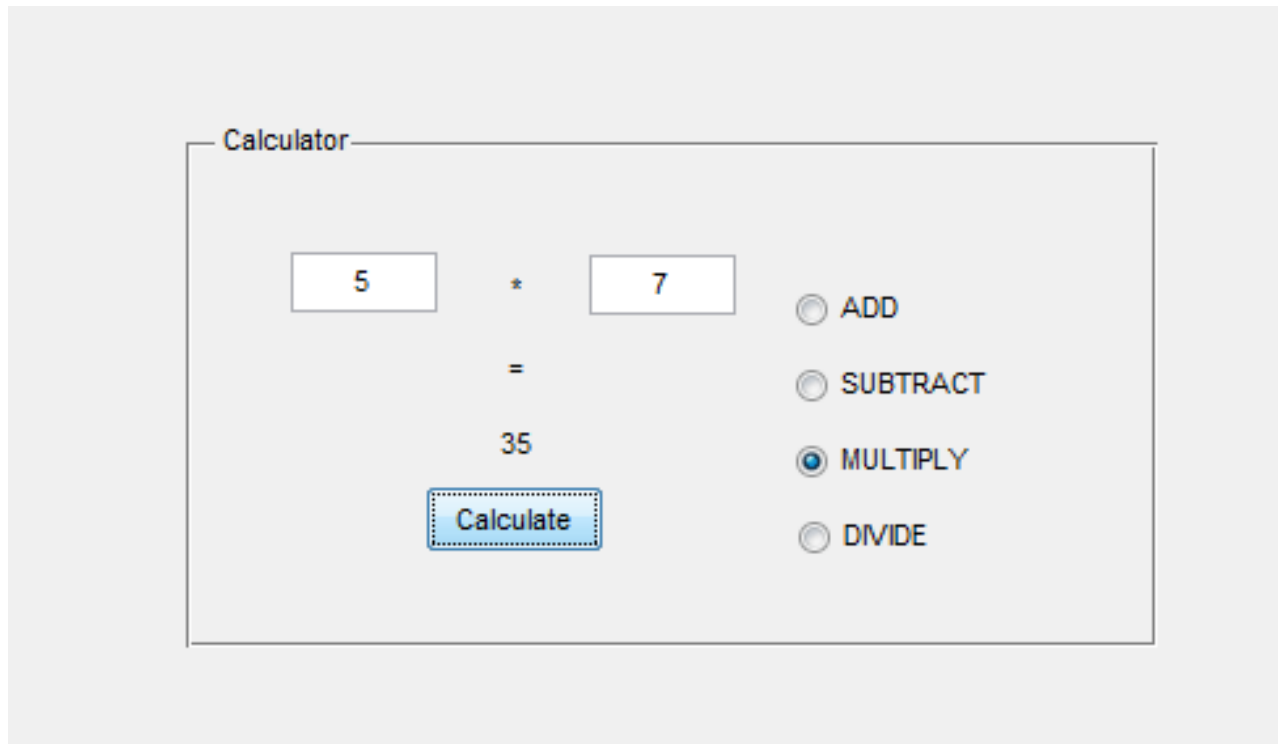 Calculator
5 * 7
=
35
Calculate
ADD
SUBTRACT
MULTIPLY
DIVIDE